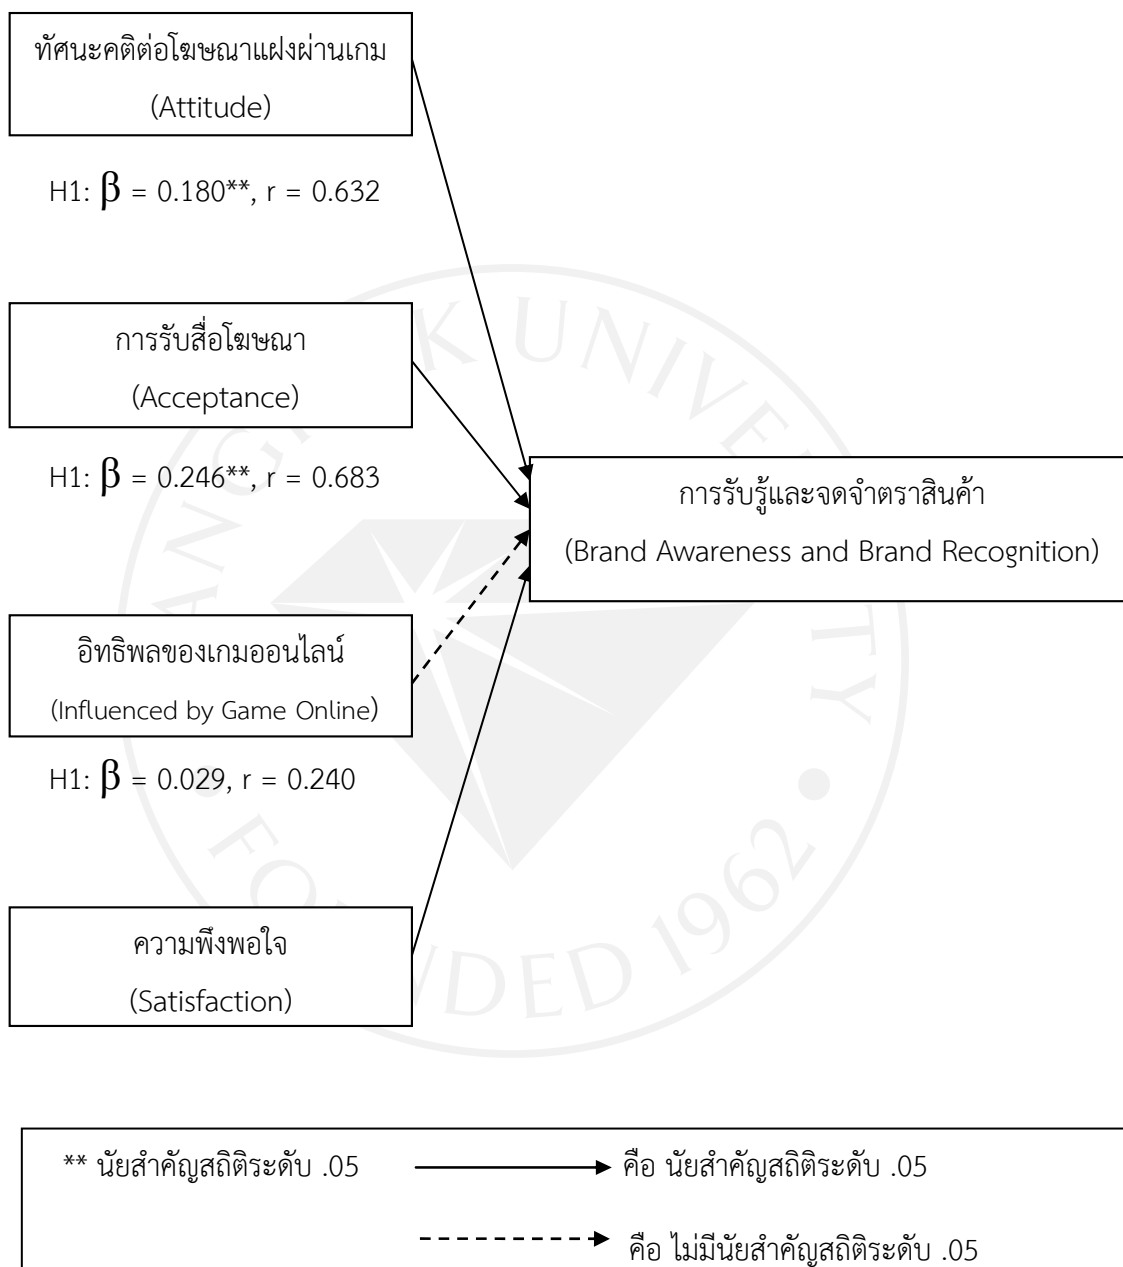 ทัศนะคติต่อโฆษณาแฝงผ่านเกม
(Attitude)
H1: β = 0.180**, r = 0.632
การรับสื่อโฆษณา
(Acceptance)
H1: β = 0.246**, r = 0.683
การรับรู้และจดจำตราสินค้า
(Brand Awareness and Brand Recognition)
อิทธิพลของเกมออนไลน์
(Influenced by Game Online)
H1: β = 0.029, r = 0.240
ความพึงพอใจ
(Satisfaction)
** นัยสำคัญสถิติระดับ .05 คือ นัยสำคัญสถิติระดับ .05
คือ ไม่มีนัยสำคัญสถิติระดับ .05
UNIVE
TY
FO
NDED 1962